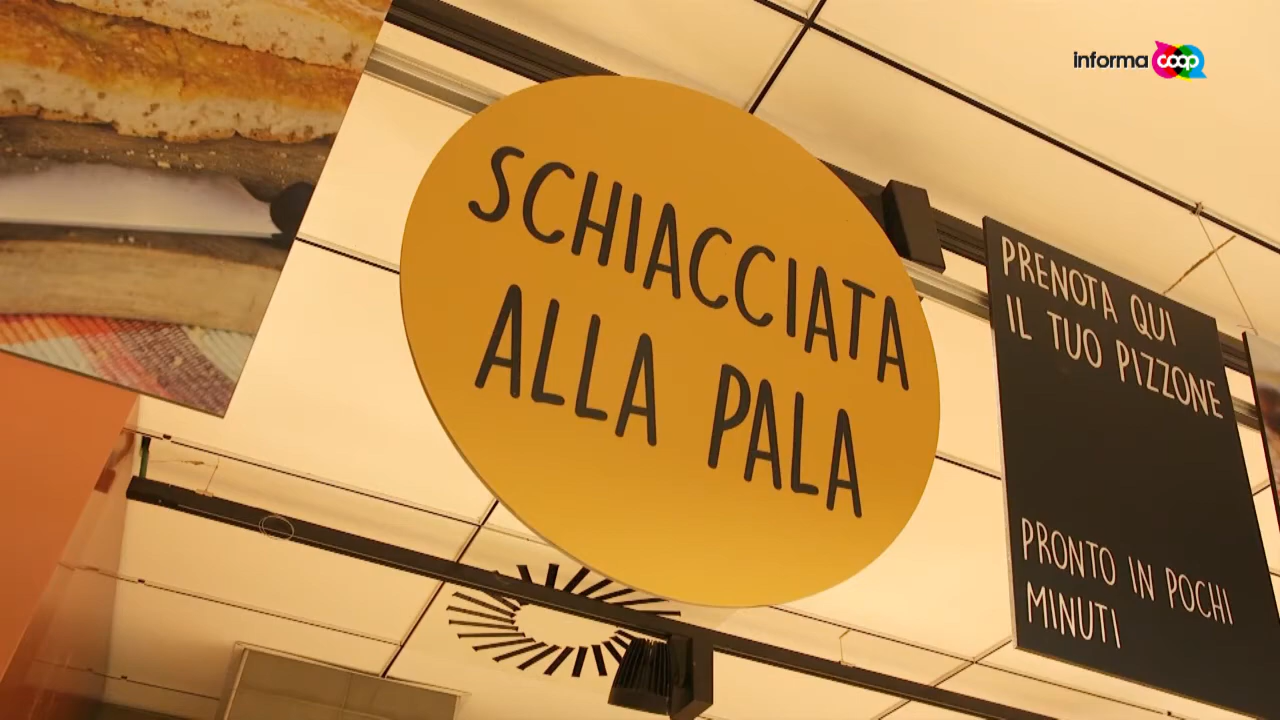 informa coop
SCHIACCIATA
ALLA PALA
PRENOTA QUI
IL TUO PIZZONE
PRONTO IN POCHI
MINUTI